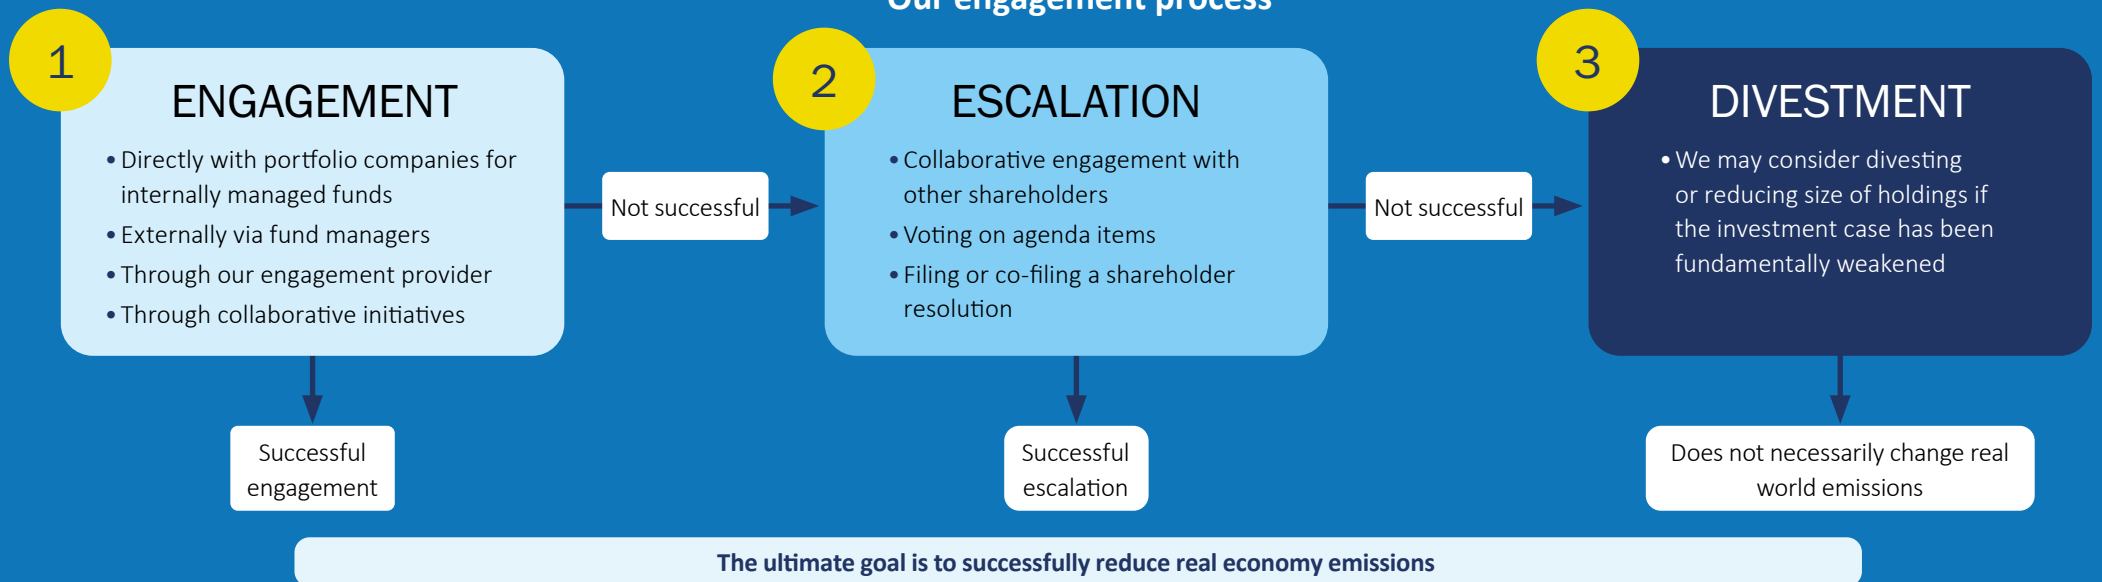 Our engagement process
1
ENGAGEMENT
• Directly with portfolio companies for
internally managed funds
• Externally via fund managers
• Through our engagement provider
• Through collaborative initiatives
Not successful
Successful
engagement
2
ESCALATION
• Collaborative engagement with
other shareholders
• Voting on agenda items
• Filing or co-filing a shareholder
resolution
Not successful
Successful
escalation
3
DIVESTMENT
• We may consider divesting
or reducing size of holdings if
the investment case has been
fundamentally weakened
Does not necessarily change real
world emissions
The ultimate goal is to successfully reduce real economy emissions